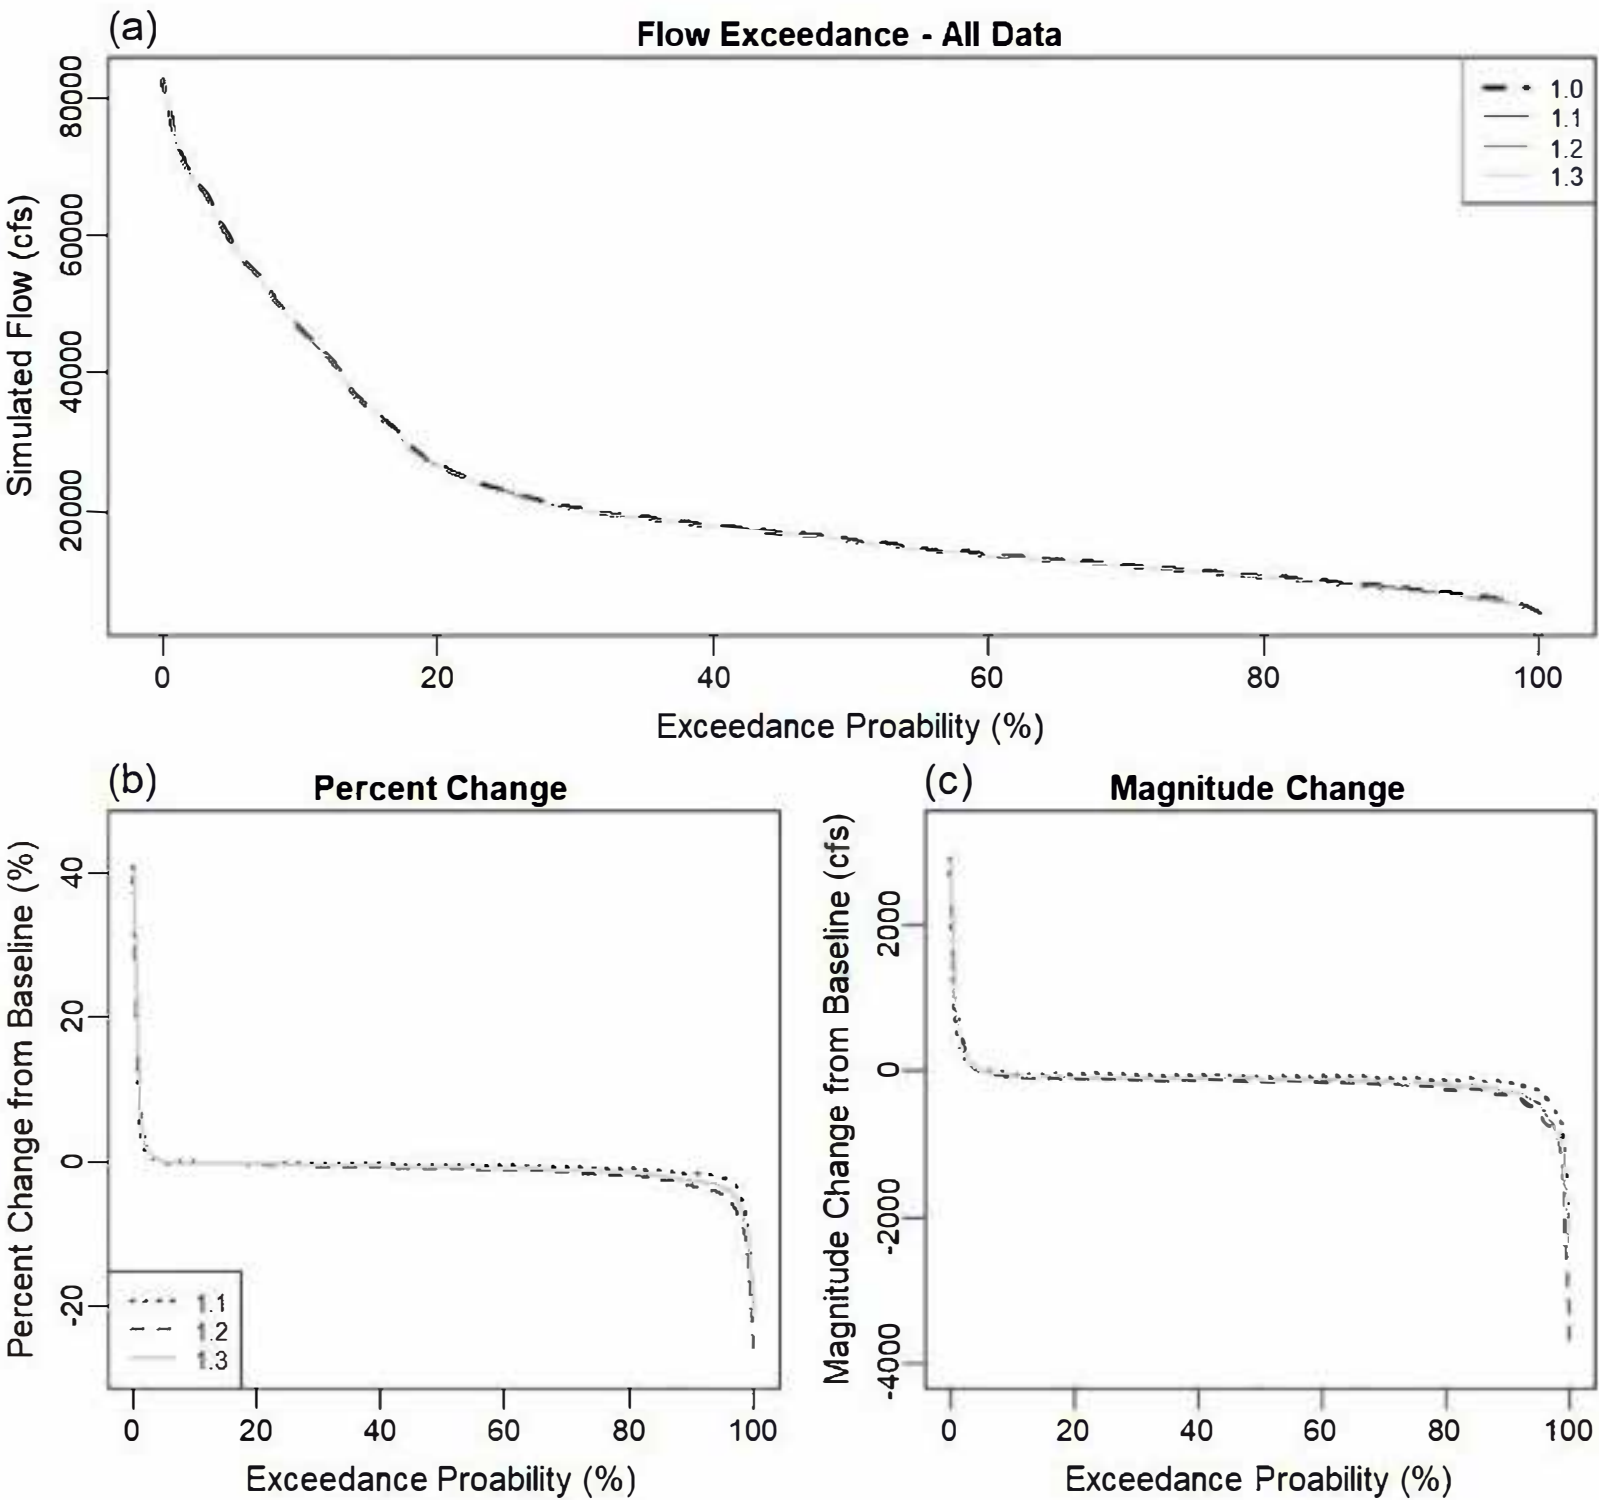 (a)
Flow Exceedance - All Data
Simulated Flow (cfs)
80000
60000
40000
20000
1.0
1.1
1.2
1.3
0 20 40 60 80 100
Exceedance Proability (%)
(b)
Percent Change
Percent Change from Baseline (%)
40
20
0
-20
1.1
1.2
1.3
0 20 40 60 80 100
Exceedance Proability (%)
(c)
Magnitude Change
Magnitude Change from Baseline (cfs)
2000
0
-2000
-4000
0 20 40 60 80 100
Exceedance Proability (%)